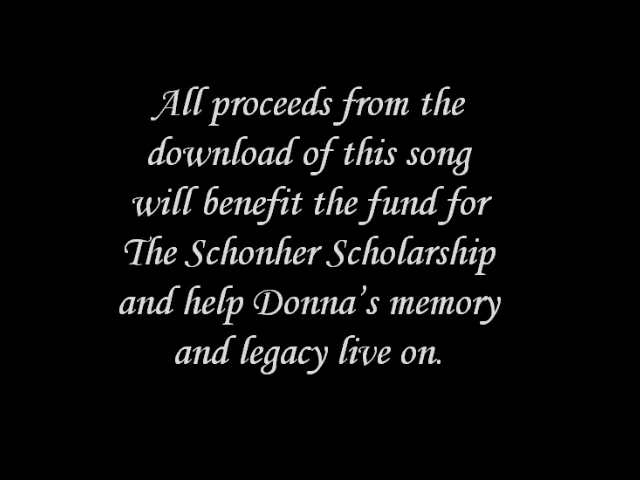 All proceeds from the
download of this song
will benefit the fund for
The Schonher Scholarship
and help Donna's memory
and legacy live on.